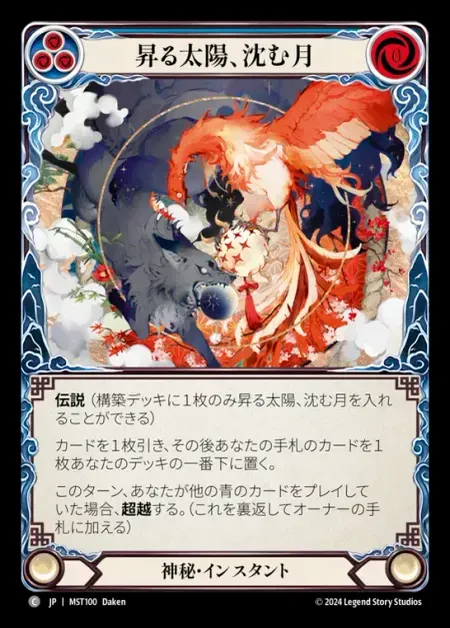 昇る太陽、沈む月
0
伝説（構築デッキに1枚のみ昇る太陽、沈む月を入れ
ることができる）
カードを1枚引き、その後あなたの手札のカードを1
枚あなたのデッキの一番下に置く。
このターン、あなたが他の青のカードをプレイして
いた場合、超越する。（これを裏返してオーナーの手
札に加える）
神秘・インスタント
C JP | MST100 Daken © 2024 Legend Story Studios